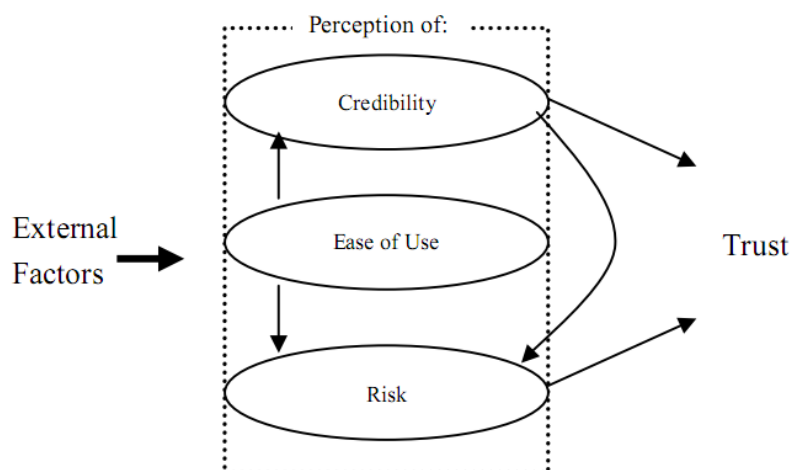 Perception of:
Credibility
External
Factors
Ease of Use
Trust
Risk